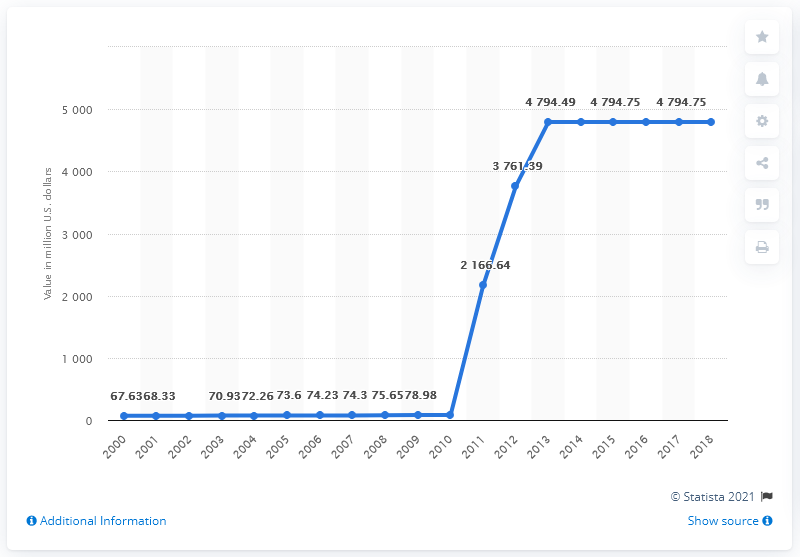 Value in million U.S. dollars
5 000
4 000
3 000
2 000
1 000
0
67.63 68.33 70.93 72.26 73.6 74.23 74.3 75.65 78.98 2 166.64 3 761.39 4 794.49 4 794.75 4 794.75
2000 2001 2002 2003 2004 2005 2006 2007 2008 2009 2010 2011 2012 2013 2014 2015 2016 2017 2018
© Statista 2021
Additional Information
Show source